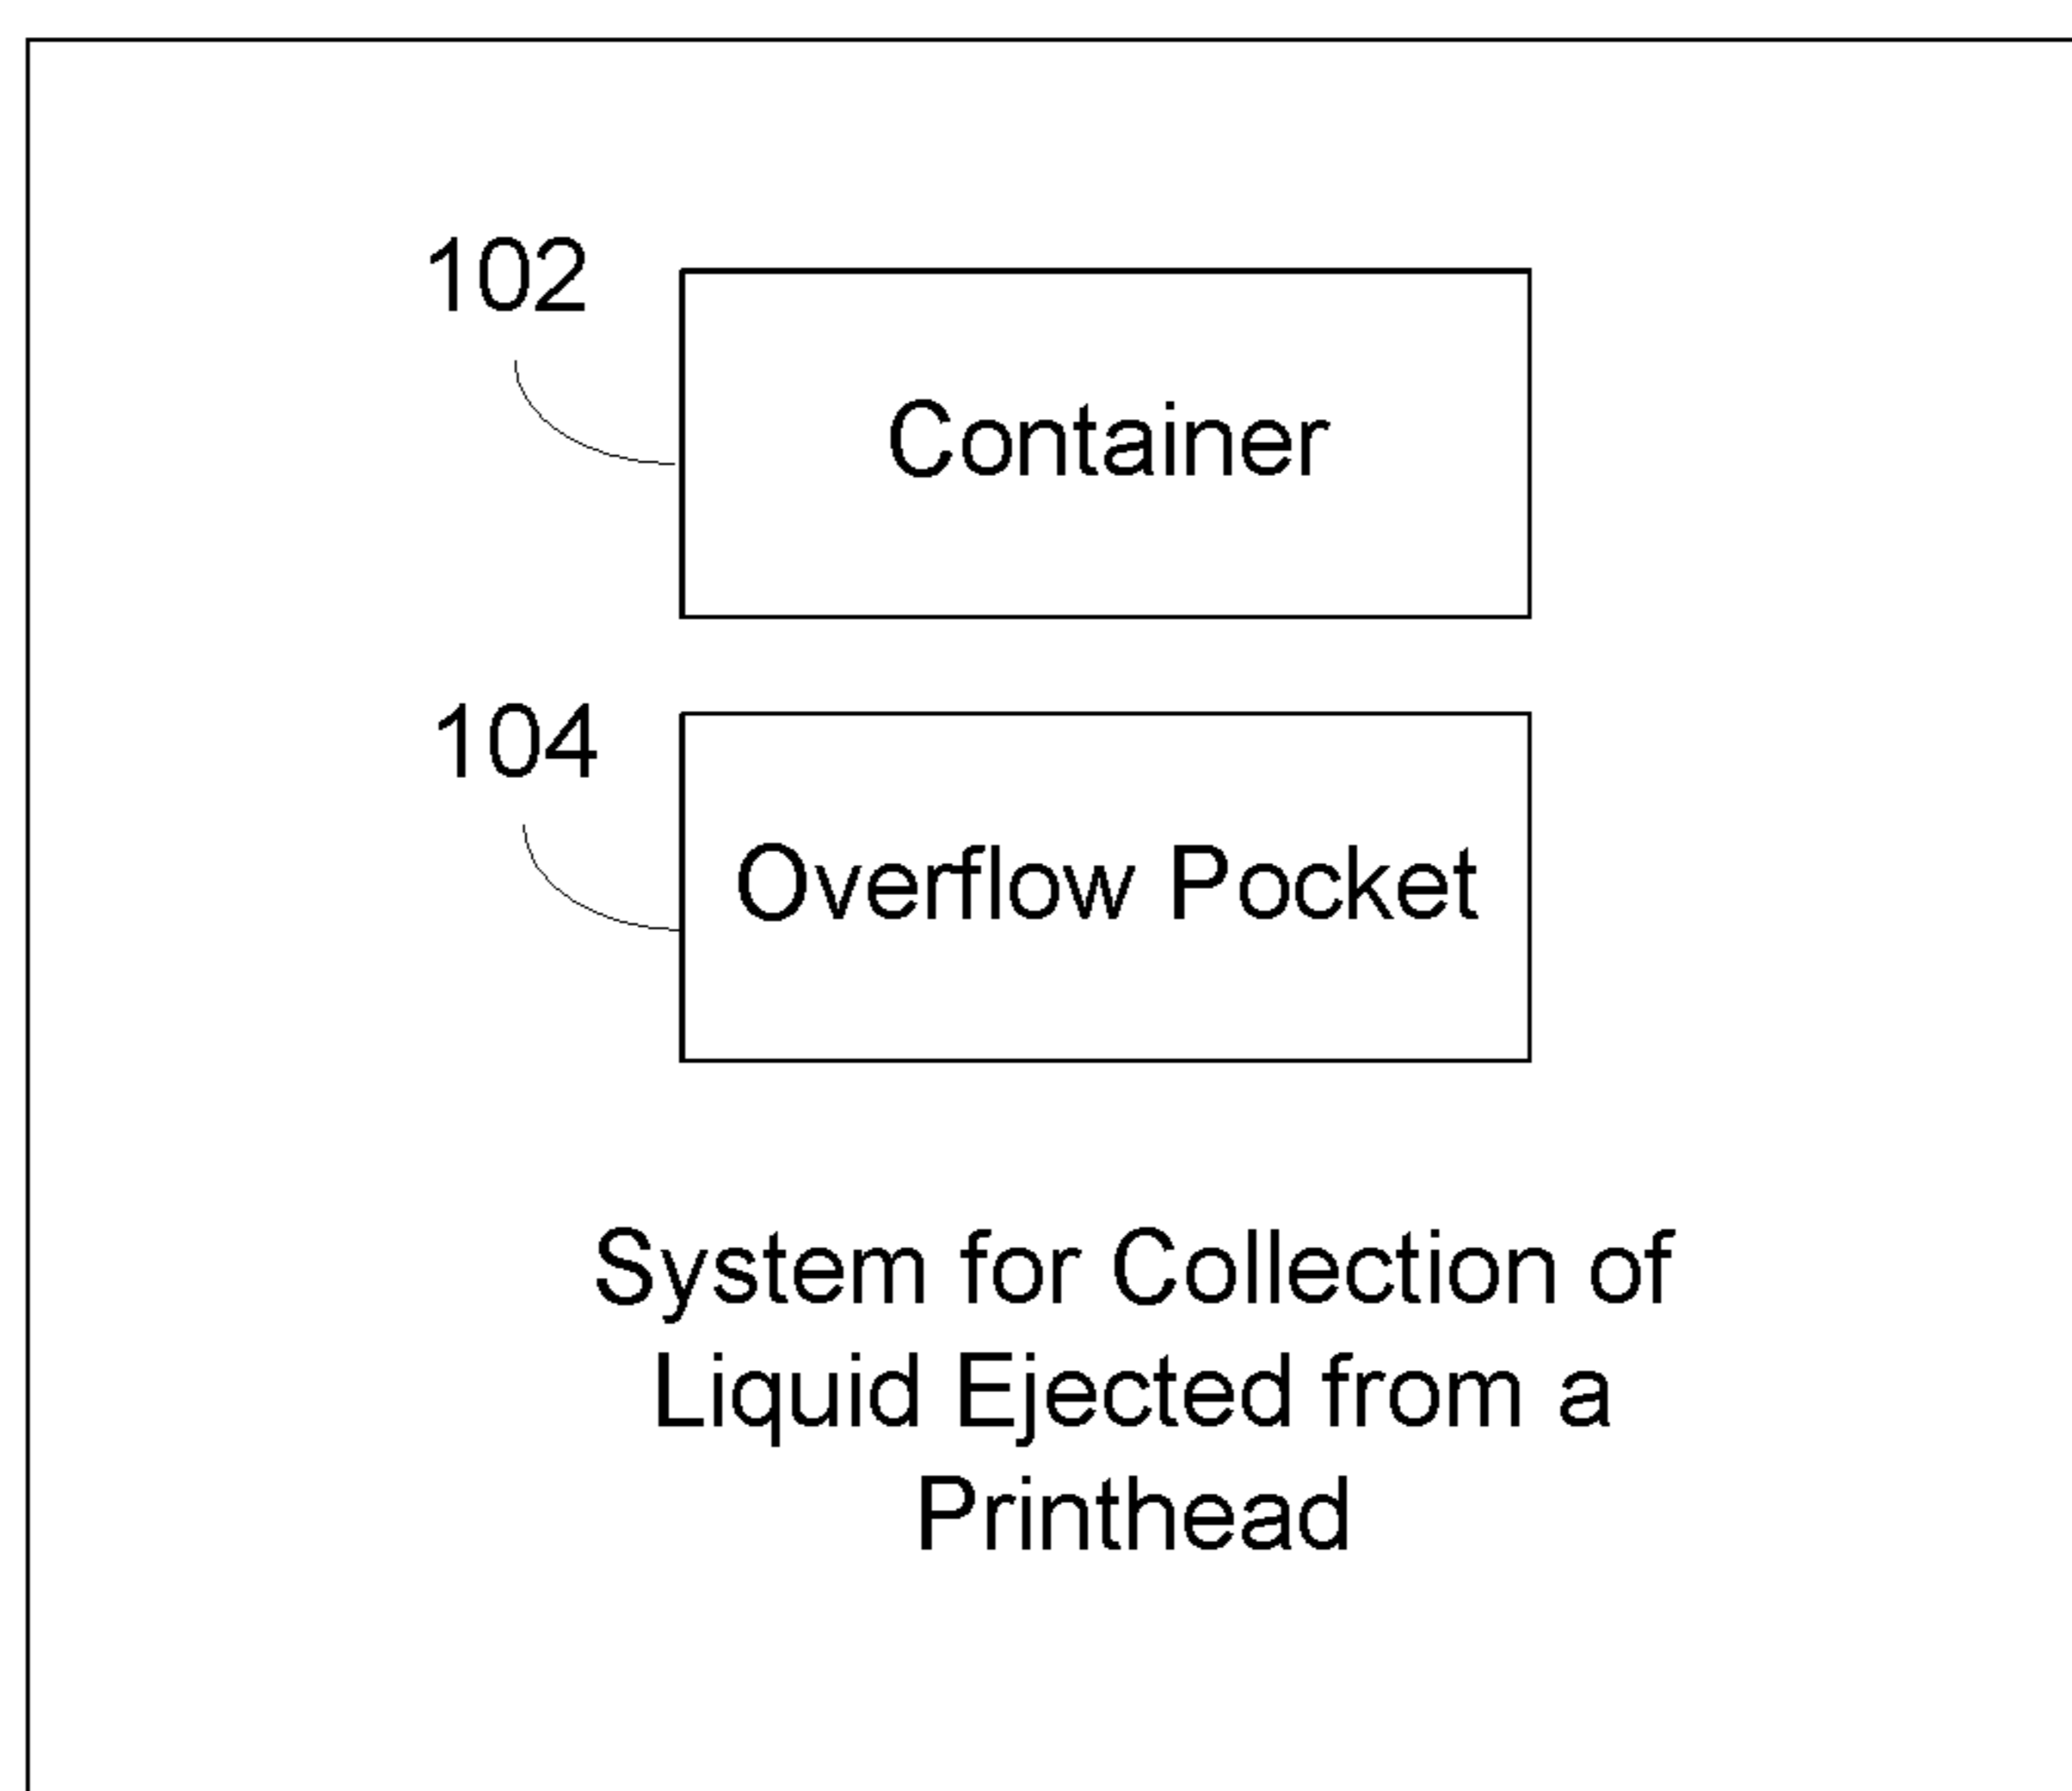 102
Container
104
Overflow Pocket
System for Collection of
Liquid Ejected from a
Printhead